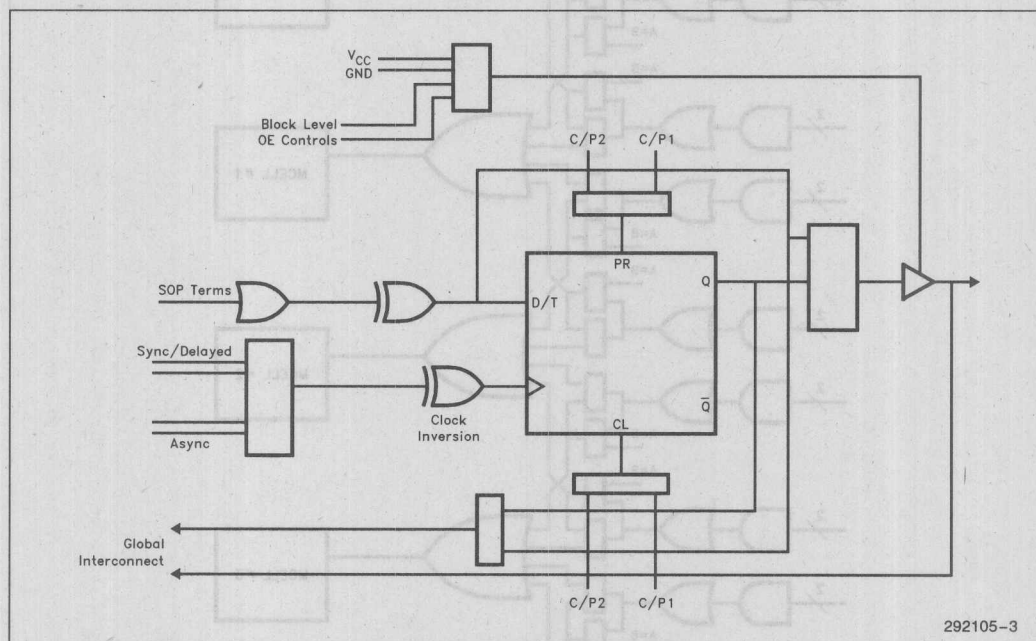 VCC
GND
Block Level
OE Controls
C/P2 C/P1
PR
Q
SOP Terms
D/T
Sync/Delayed
Clock
Inversion
Q̅
Async
CL
Global
Interconnect
C/P2 C/P1
292105-3